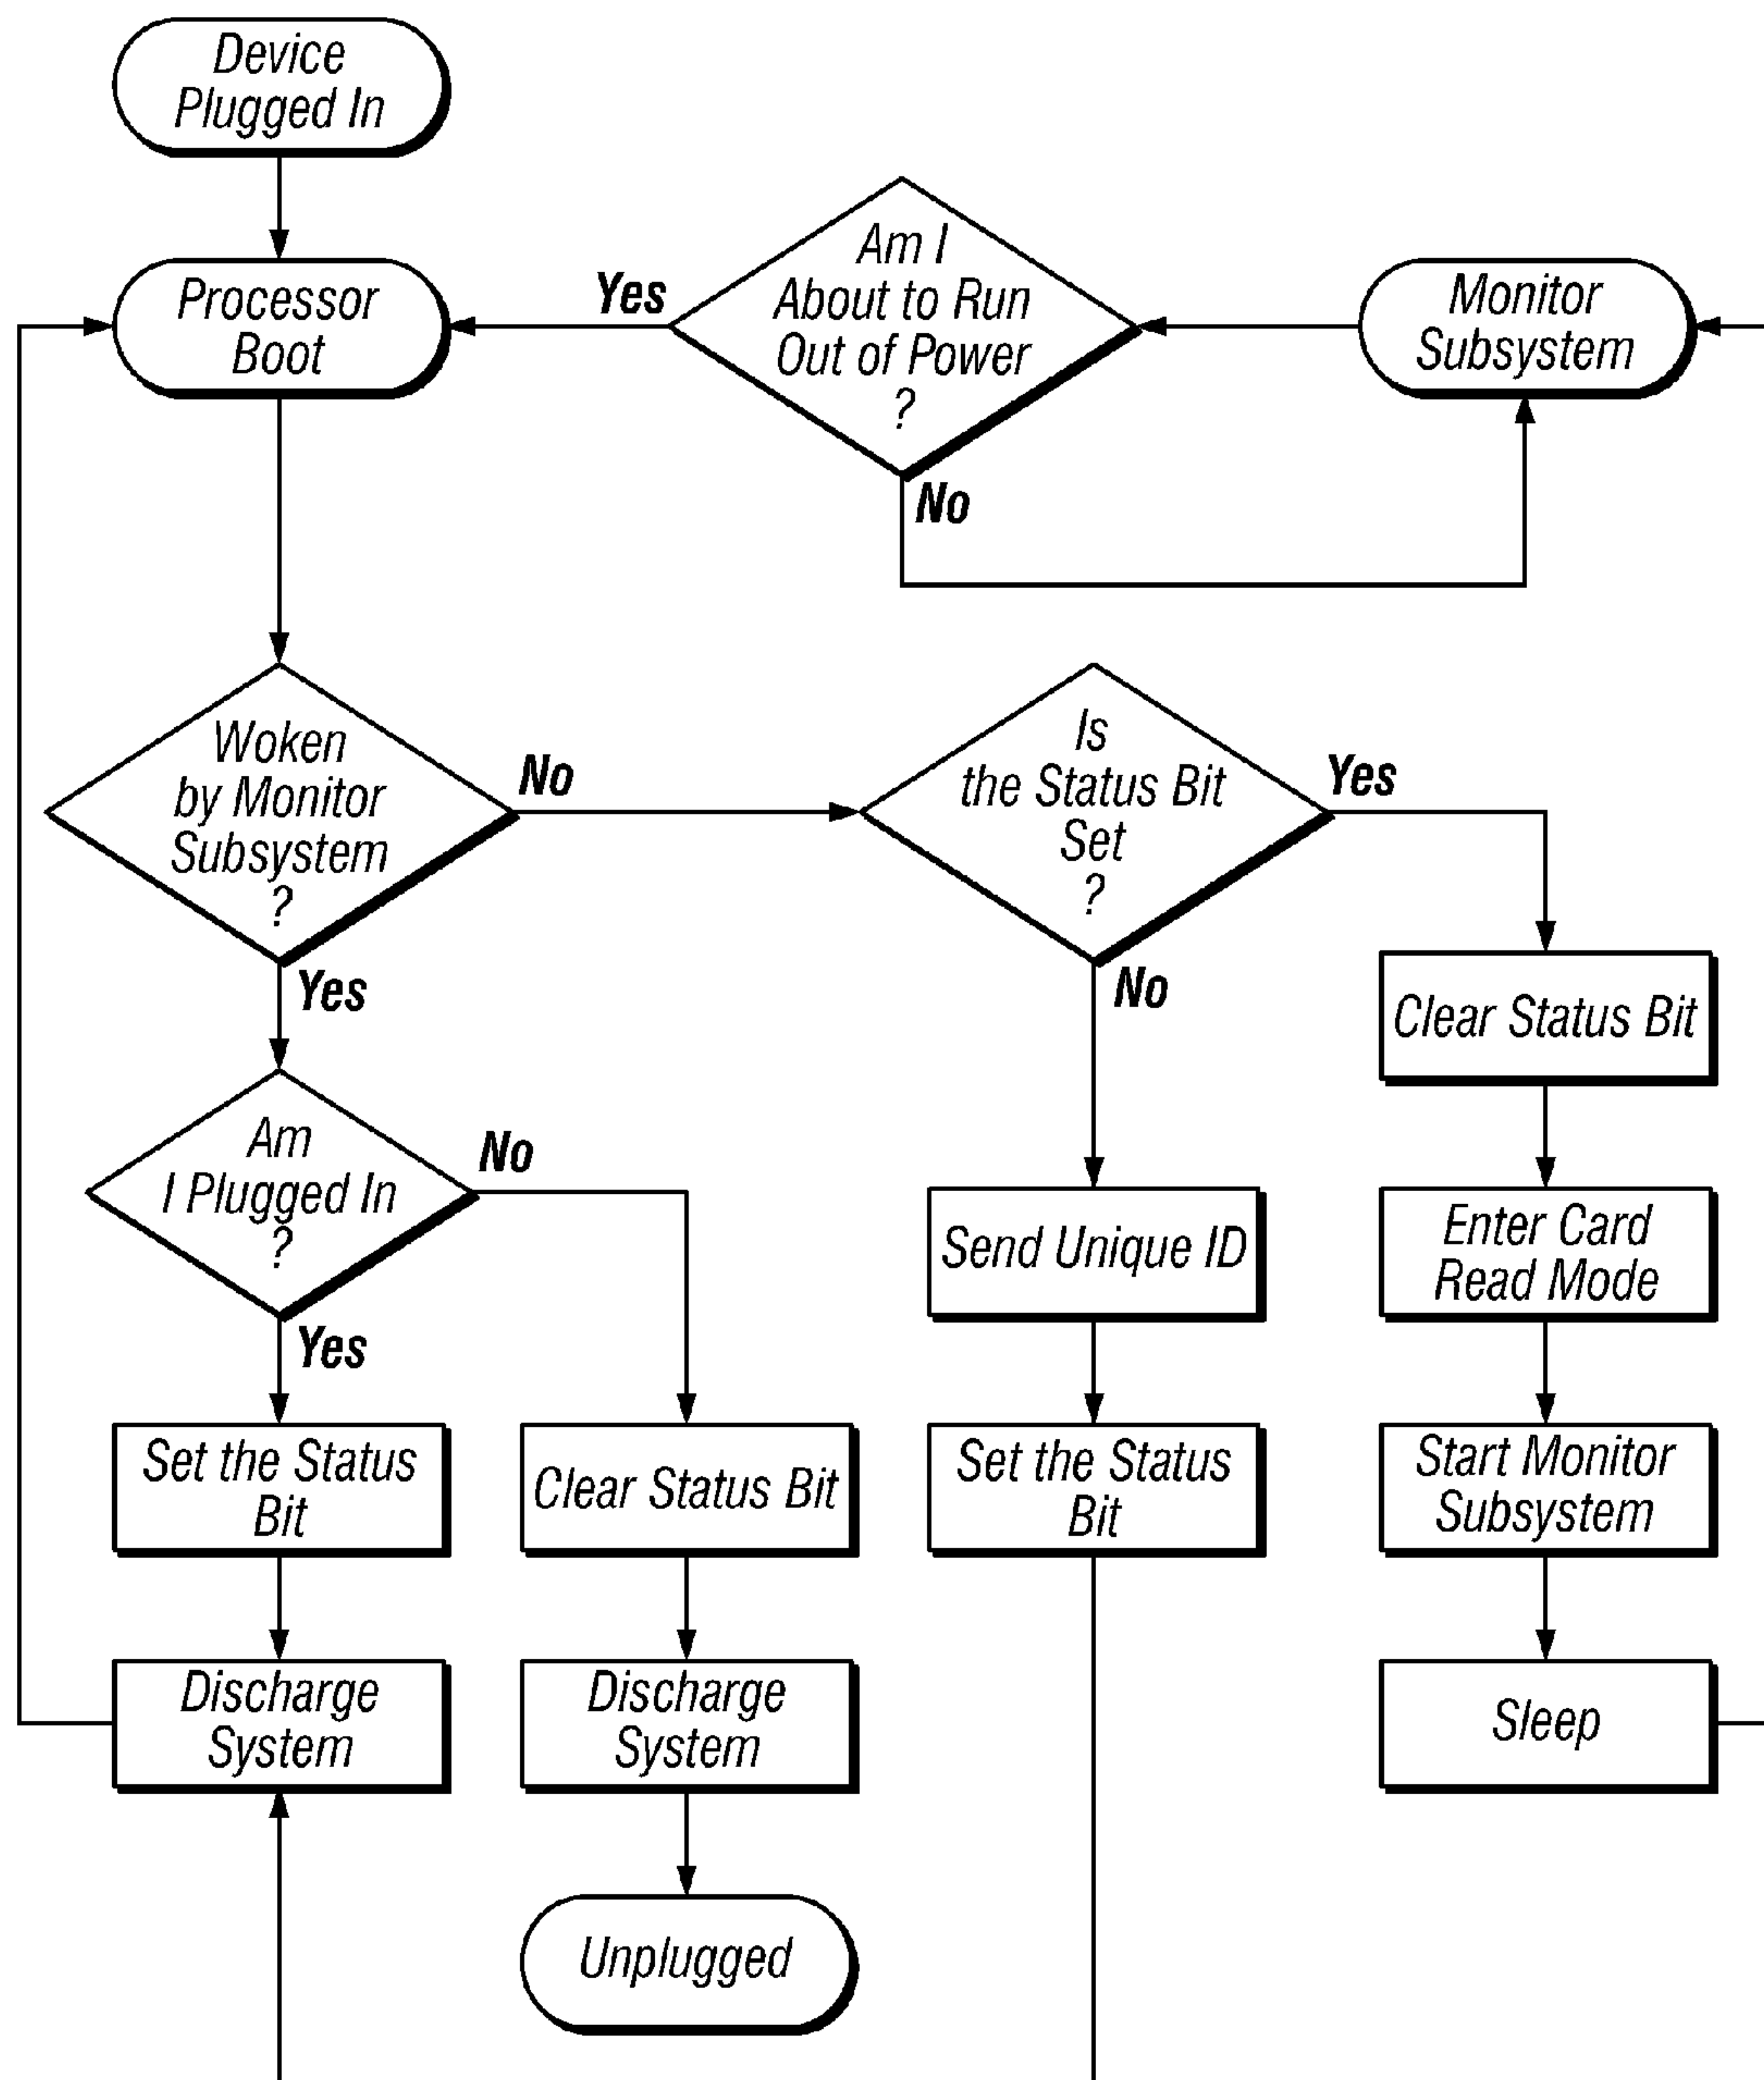 Device
Plugged In
Processor
Boot
Yes
Am I
About to Run
Out of Power
?
No
Monitor
Subsystem
Woken
by Monitor
Subsystem
?
No
Yes
Is
the Status Bit
Set
?
Yes
No
Clear Status Bit
Am
I Plugged In
?
No
Yes
Send Unique ID
Enter Card
Read Mode
Set the Status
Bit
Clear Status Bit
Set the Status
Bit
Start Monitor
Subsystem
Discharge
System
Discharge
System
Sleep
Unplugged